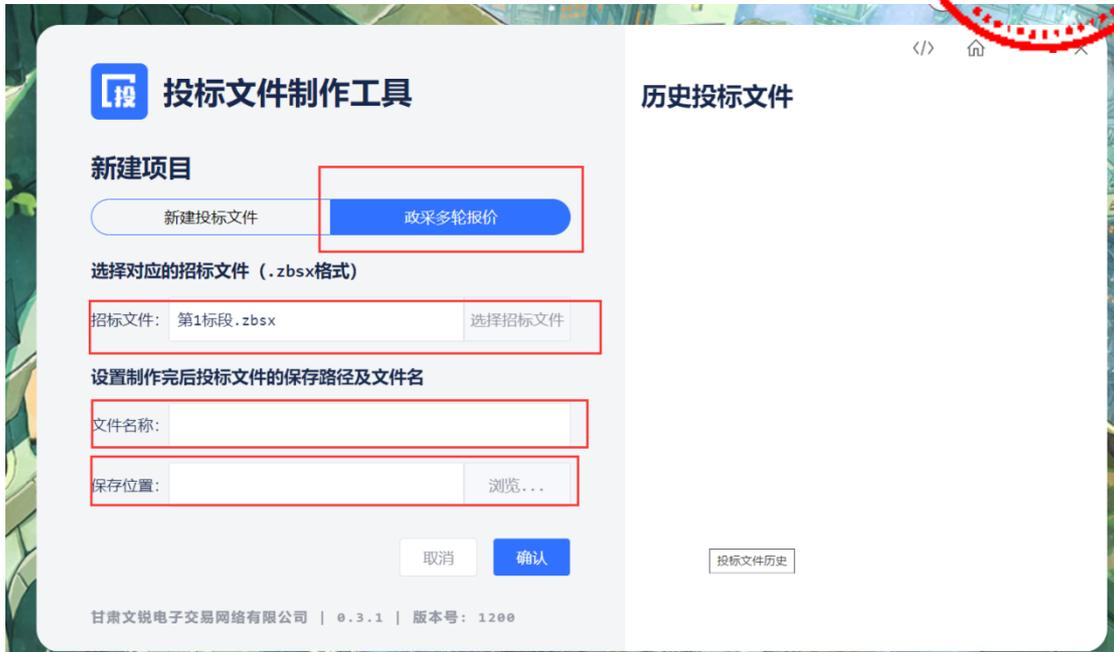 投
投标文件制作工具
新建项目
新建投标文件
政采多轮报价
选择对应的招标文件（.zbsx格式）
招标文件：
第1标段.zbsx
选择招标文件
设置制作完后投标文件的保存路径及文件名
文件名称：
保存位置：
浏览...
取消
确认
甘肃文锐电子交易网络有限公司 | 0.3.1 | 版本号: 1200
</>
历史投标文件
投标文件历史